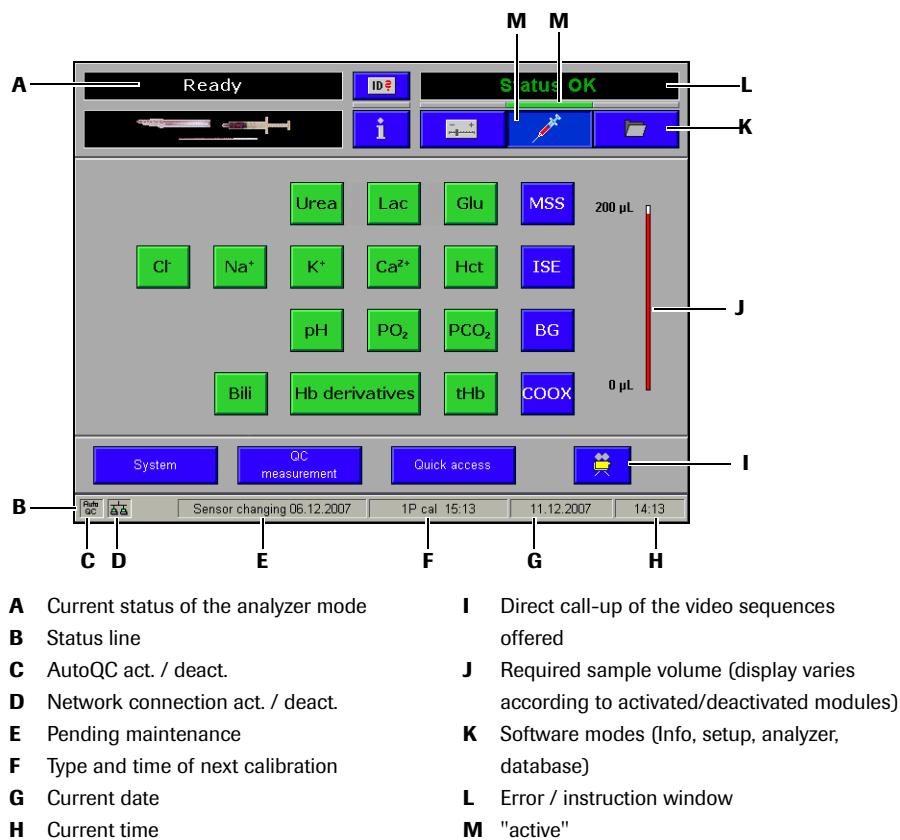 M M
A Ready ID? Status OK L
i - + K
Urea Lac Glu MSS 200 µL
Cl⁻ Na⁺ K⁺ Ca²⁺ Hct ISE
J
pH PO₂ PCO₂ BG
Bili Hb derivatives tHb COOX 0 µL
System QC measurement Quick access I
B Auto QC Sensor changing 06.12.2007 1P cal 15:13 11.12.2007 14:13
C D E F G H
A Current status of the analyzer mode
B Status line
C AutoQC act. / deact.
D Network connection act. / deact.
E Pending maintenance
F Type and time of next calibration
G Current date
H Current time
I Direct call-up of the video sequences
offered
J Required sample volume (display varies
according to activated/deactivated modules)
K Software modes (Info, setup, analyzer,
database)
L Error / instruction window
M "active"